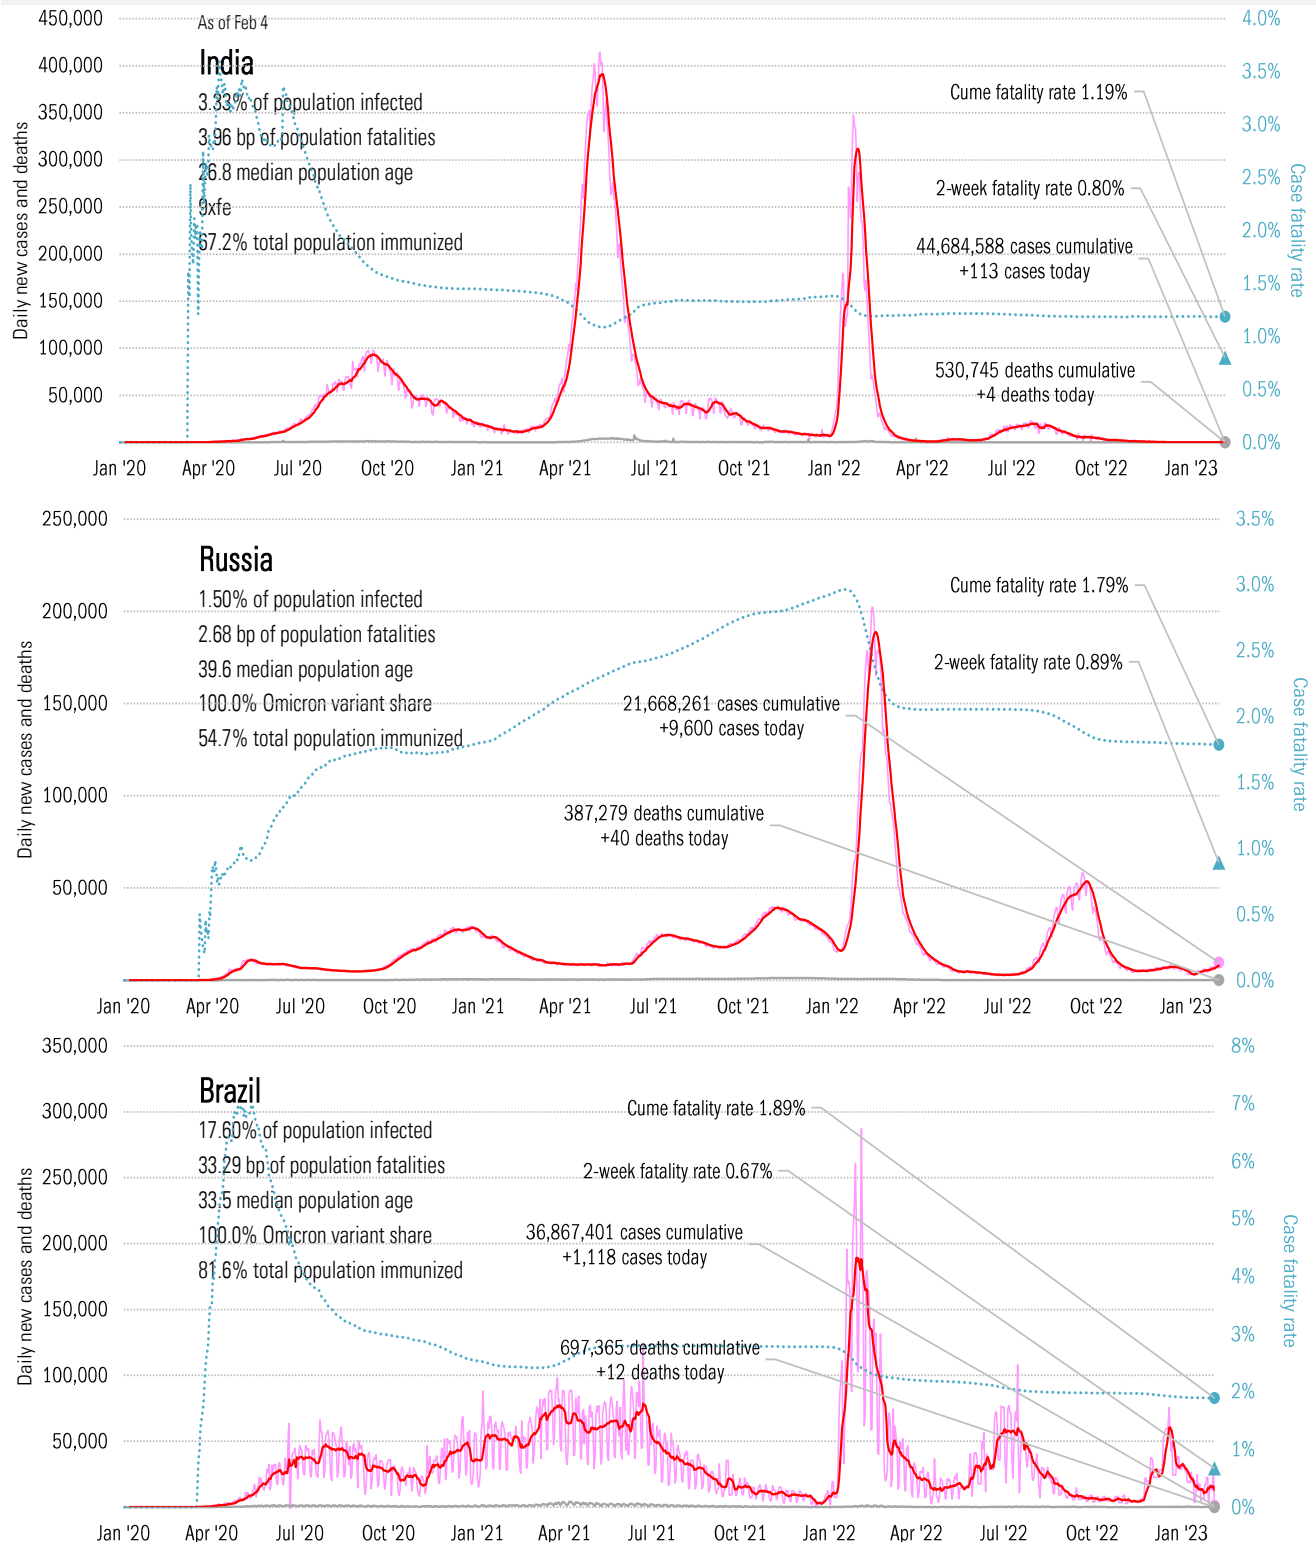 As of Feb 4
India
3.33% of population infected
3.96 bp of population fatalities
26.8 median population age
0xfe
67.2% total population immunized
Cume fatality rate 1.19%
2-week fatality rate 0.80%
44,684,588 cases cumulative
+113 cases today
530,745 deaths cumulative
+4 deaths today
Daily new cases and deaths
450,000
400,000
350,000
300,000
250,000
200,000
150,000
100,000
50,000
4.0%
3.5%
3.0%
2.5%
2.0%
1.5%
1.0%
0.5%
0.0%
Case fatality rate
Jan '20 Apr '20 Jul '20 Oct '20 Jan '21 Apr '21 Jul '21 Oct '21 Jan '22 Apr '22 Jul '22 Oct '22 Jan '23
Russia
1.50% of population infected
2.68 bp of population fatalities
39.6 median population age
100.0% Omicron variant share
54.7% total population immunized
Cume fatality rate 1.79%
2-week fatality rate 0.89%
21,668,261 cases cumulative
+9,600 cases today
387,279 deaths cumulative
+40 deaths today
Daily new cases and deaths
250,000
200,000
150,000
100,000
50,000
3.5%
3.0%
2.5%
2.0%
1.5%
1.0%
0.5%
0.0%
Case fatality rate
Jan '20 Apr '20 Jul '20 Oct '20 Jan '21 Apr '21 Jul '21 Oct '21 Jan '22 Apr '22 Jul '22 Oct '22 Jan '23
Brazil
17.60% of population infected
33.29 bp of population fatalities
33.5 median population age
100.0% Omicron variant share
81.6% total population immunized
Cume fatality rate 1.89%
2-week fatality rate 0.67%
36,867,401 cases cumulative
+1,118 cases today
697,365 deaths cumulative
+12 deaths today
Daily new cases and deaths
350,000
300,000
250,000
200,000
150,000
100,000
50,000
8%
7%
6%
5%
4%
3%
2%
1%
0%
Case fatality rate
Jan '20 Apr '20 Jul '20 Oct '20 Jan '21 Apr '21 Jul '21 Oct '21 Jan '22 Apr '22 Jul '22 Oct '22 Jan '23